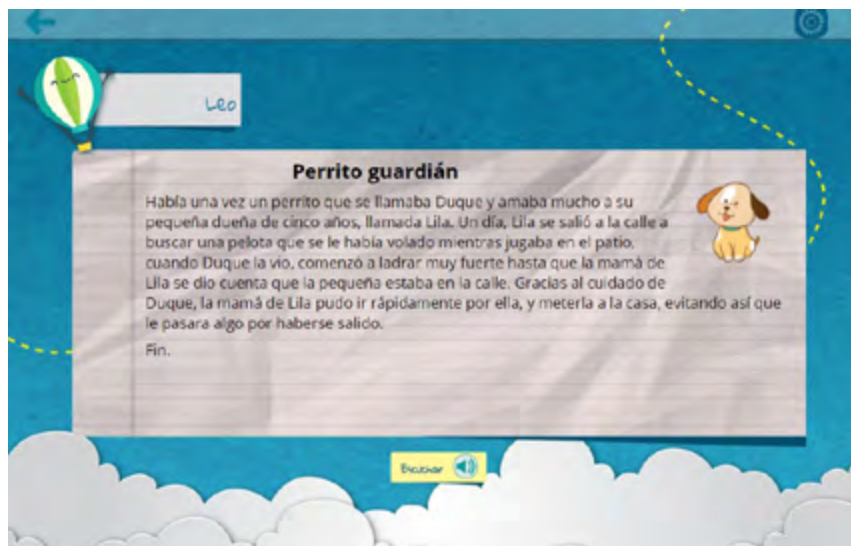 Leo
Perrito guardián
Había una vez un perrito que se llamaba Duque y amaba mucho a su
pequeña dueña de cinco años, llamada Lila. Un día, Lila se salió a la calle a
buscar una pelota que se le había volado mientras jugaba en el patio,
cuando Duque la vio, comenzó a ladrar muy fuerte hasta que la mamá de
Lila se dio cuenta que la pequeña estaba en la calle. Gracias al cuidado de
Duque, la mamá de Lila pudo ir rápidamente por ella, y meterla a la casa, evitando así que
le pasara algo por haberse salido.
Fin.
Escuchar